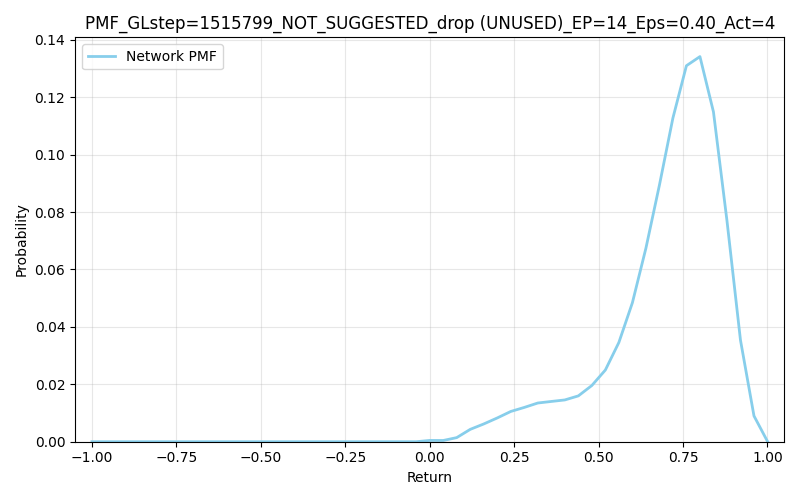 PMF_GLstep=1515799_NOT_SUGGESTED_drop (UNUSED)_EP=14_Eps=0.40_Act=4
Network PMF
0.14
0.12
0.10
0.08
0.06
0.04
0.02
0.00
Probability
−1.00 −0.75 −0.50 −0.25 0.00 0.25 0.50 0.75 1.00
Return